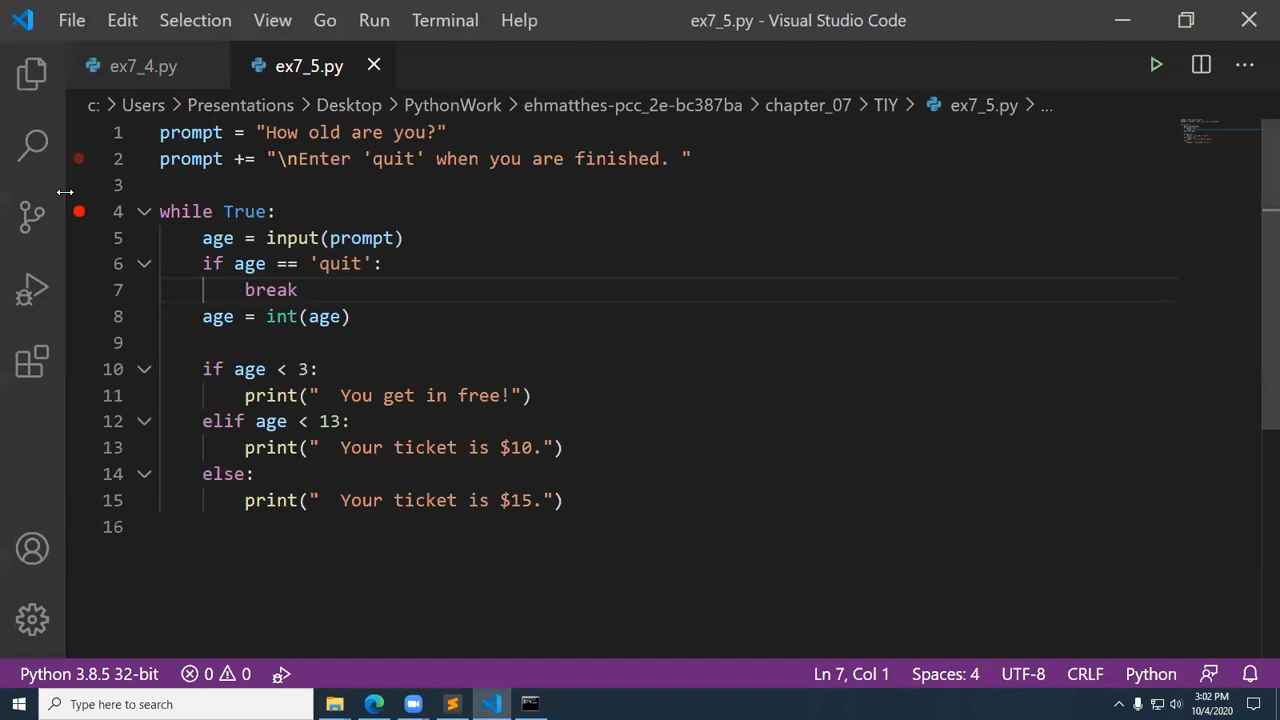 File Edit Selection View Go Run Terminal Help ex7_5.py - Visual Studio Code
ex7_4.py ex7_5.py
c: > Users > Presentations > Desktop > PythonWork > ehmatthes-pcc_2e-bc387ba > chapter_07 > TIY > ex7_5.py > ...
1 prompt = "How old are you?"
2 prompt += "\nEnter 'quit' when you are finished. "
3
4 while True:
5     age = input(prompt)
6     if age == 'quit':
7         break
8     age = int(age)
9
10     if age < 3:
11         print("  You get in free!")
12     elif age < 13:
13         print("  Your ticket is $10.")
14     else:
15         print("  Your ticket is $15.")
16
Python 3.8.5 32-bit 0 0 Ln 7, Col 1 Spaces: 4 UTF-8 CRLF Python
Type here to search 3:02 PM
10/4/2020